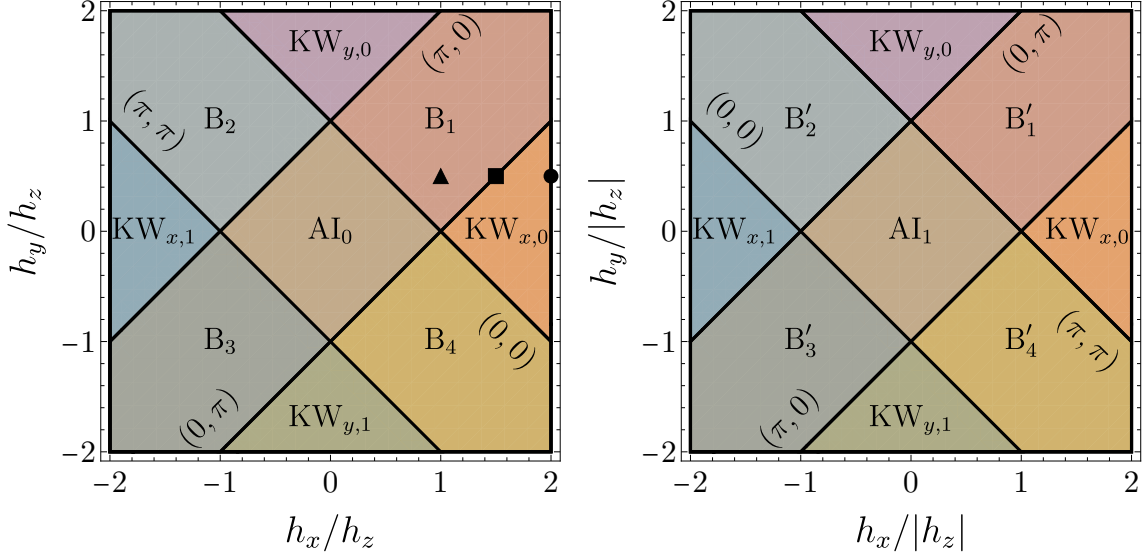 2
1
0
−1
−2
h_y/h_z
KW_{y,0}
(π, 0)
(π, π)
B_2
B_1
KW_{x,1}
AI_0
KW_{x,0}
B_3
B_4
(0, 0)
(0, π)
KW_{y,1}
−2
−1
0
1
2
h_x/h_z
2
1
0
−1
−2
h_y/|h_z|
KW_{y,0}
(0, π)
(0, 0)
B′_2
B′_1
KW_{x,1}
AI_1
KW_{x,0}
B′_3
B′_4
(π, π)
(π, 0)
KW_{y,1}
−2
−1
0
1
2
h_x/|h_z|